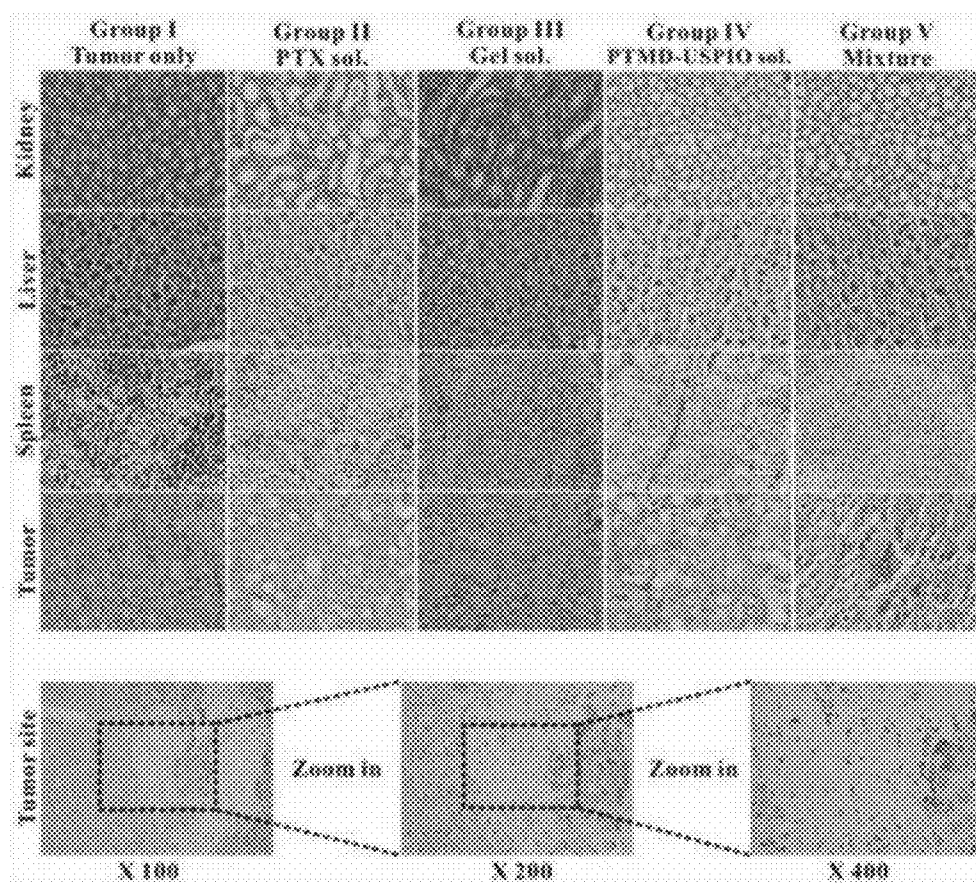 Group I Group II Group III Group IV Group V
Tumor only PTX sol. Gel sol. PTMD-USPIO sol. Mixture
Kidney
Liver
Spleen
Tumor
Tumor site
Zoom in Zoom in
X 100 X 200 X 400